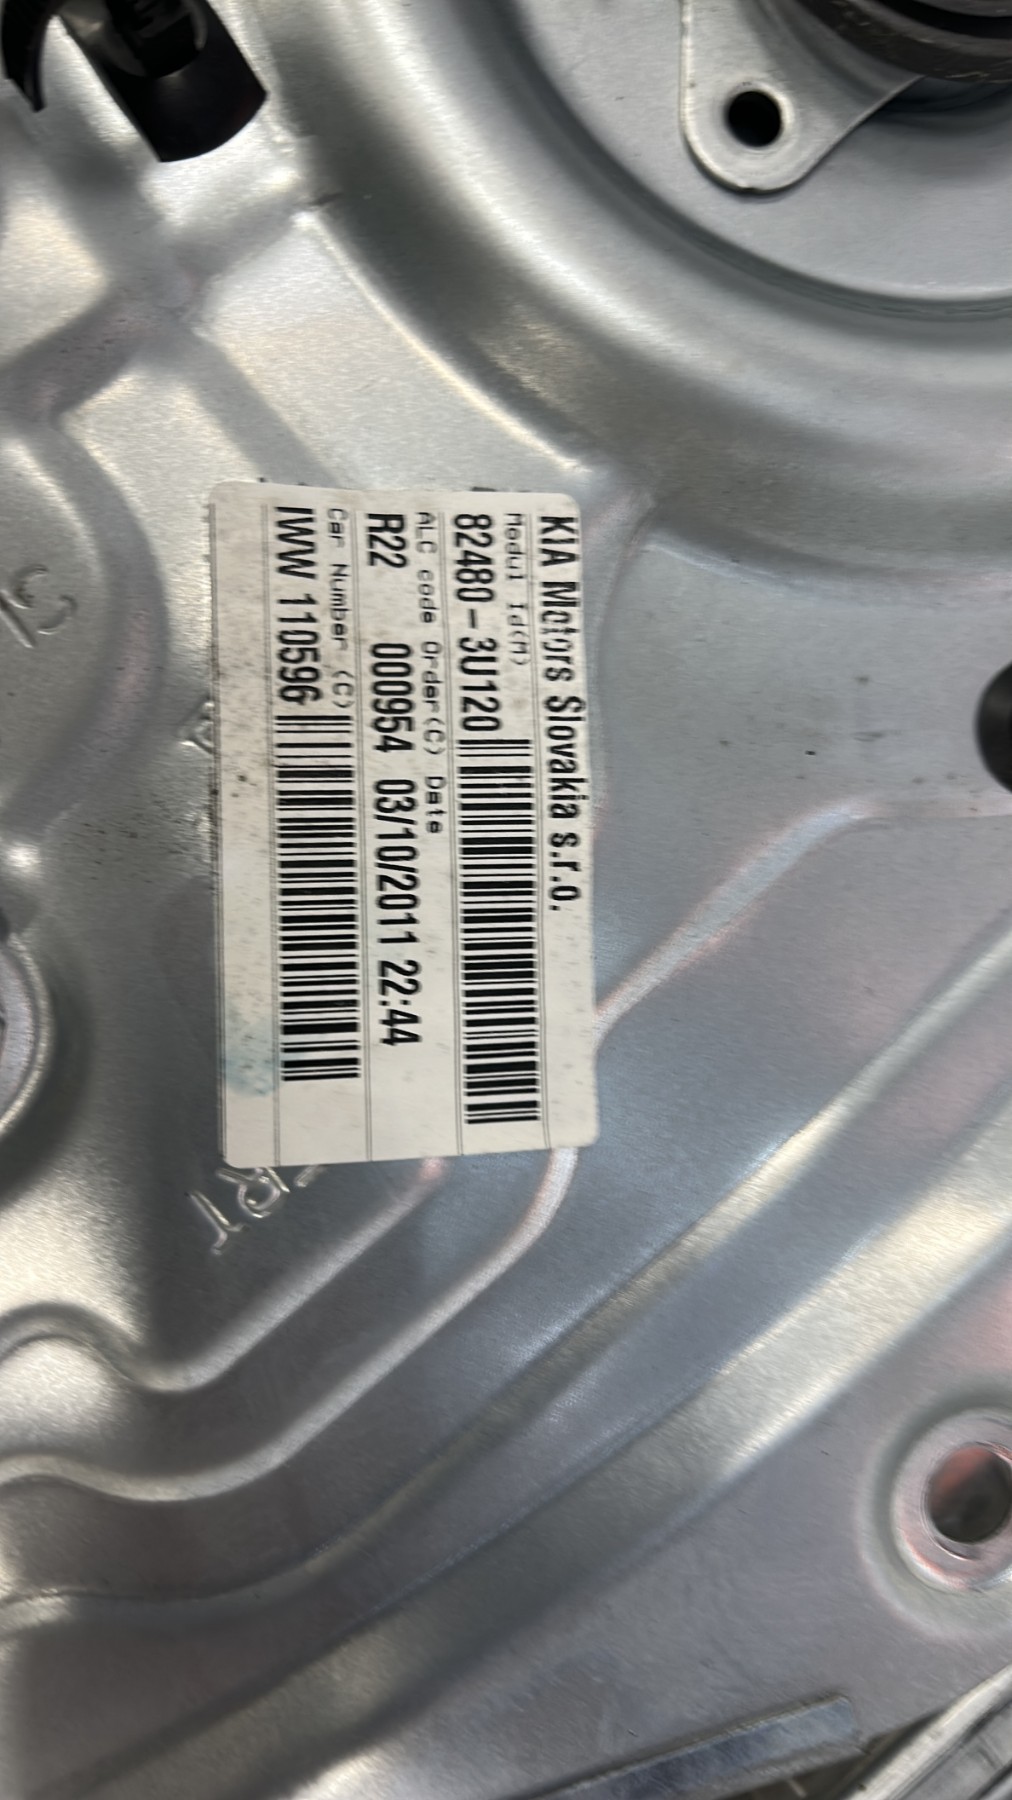 KIA Motors Slovakia s.r.o.
Modul Id(M)
82480-3U120
ALC code Order(C) Date
R22 000954 03/10/2011 22:44
Car Number (C)
IWW 110596